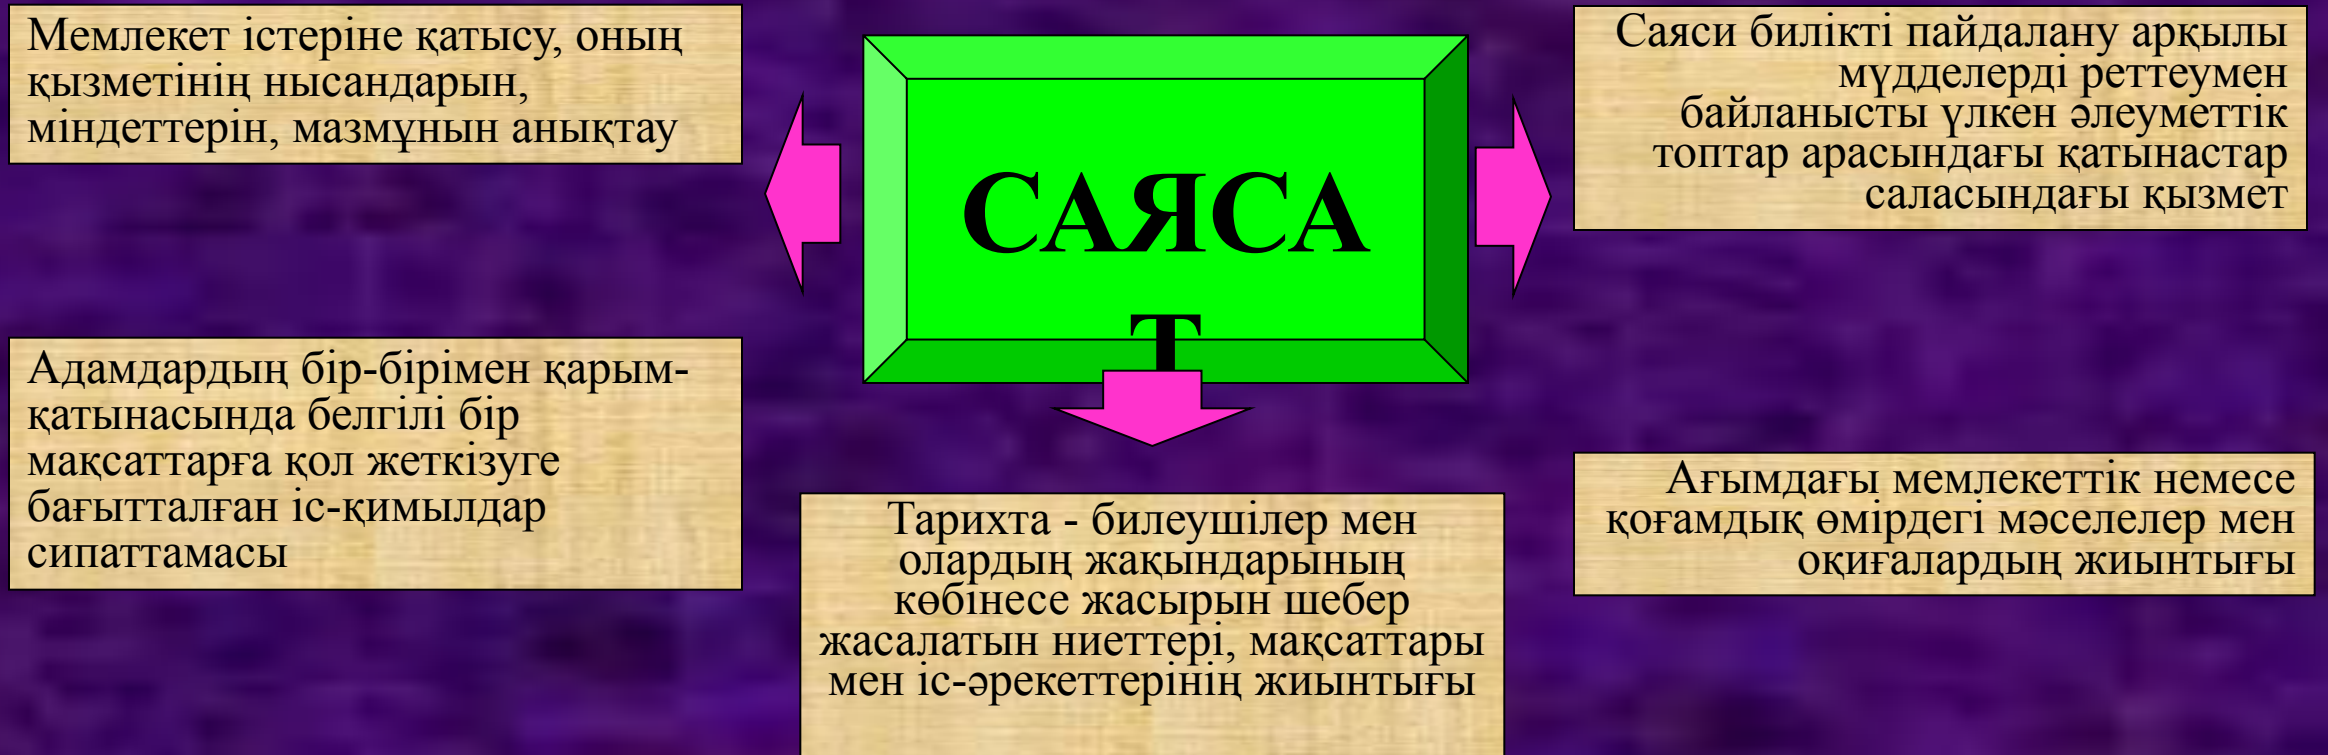 Мемлекет істеріне қатысу, оның
қызметінің нысандарын,
міндеттерін, мазмұнын анықтау
САЯСА
Т
Саяси билікті пайдалану арқылы
мүдделерді реттеумен
байланысты үлкен әлеуметтік
топтар арасындағы қатынастар
саласындағы қызмет
Адамдардың бір-бірімен қарым-
қатынасында белгілі бір
мақсаттарға қол жеткізуге
бағытталған іс-қимылдар
сипаттамасы
Тарихта - билеушілер мен
олардың жақындарының
көбінесе жасырын шебер
жасалатын ниеттері, мақсаттары
мен іс-әрекеттерінің жиынтығы
Ағымдағы мемлекеттік немесе
қоғамдық өмірдегі мәселелер мен
оқиғалардың жиынтығы